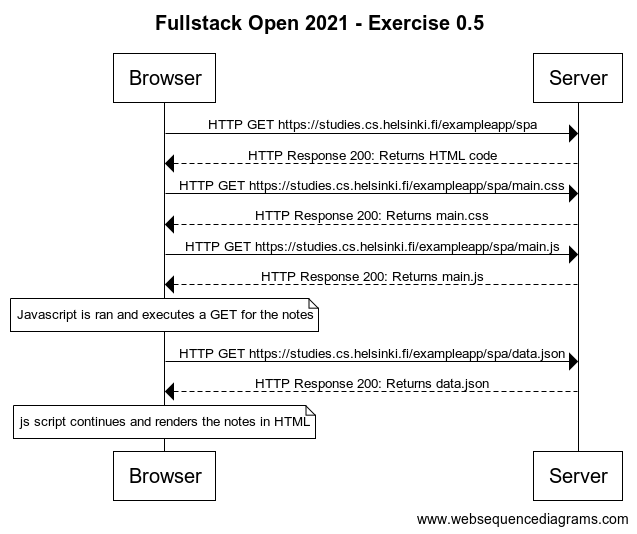 Fullstack Open 2021 - Exercise 0.5
Browser Server
HTTP GET https://studies.cs.helsinki.fi/exampleapp/spa
HTTP Response 200: Returns HTML code
HTTP GET https://studies.cs.helsinki.fi/exampleapp/spa/main.css
HTTP Response 200: Returns main.css
HTTP GET https://studies.cs.helsinki.fi/exampleapp/spa/main.js
HTTP Response 200: Returns main.js
Javascript is ran and executes a GET for the notes
HTTP GET https://studies.cs.helsinki.fi/exampleapp/spa/data.json
HTTP Response 200: Returns data.json
js script continues and renders the notes in HTML
Browser Server
www.websequencediagrams.com